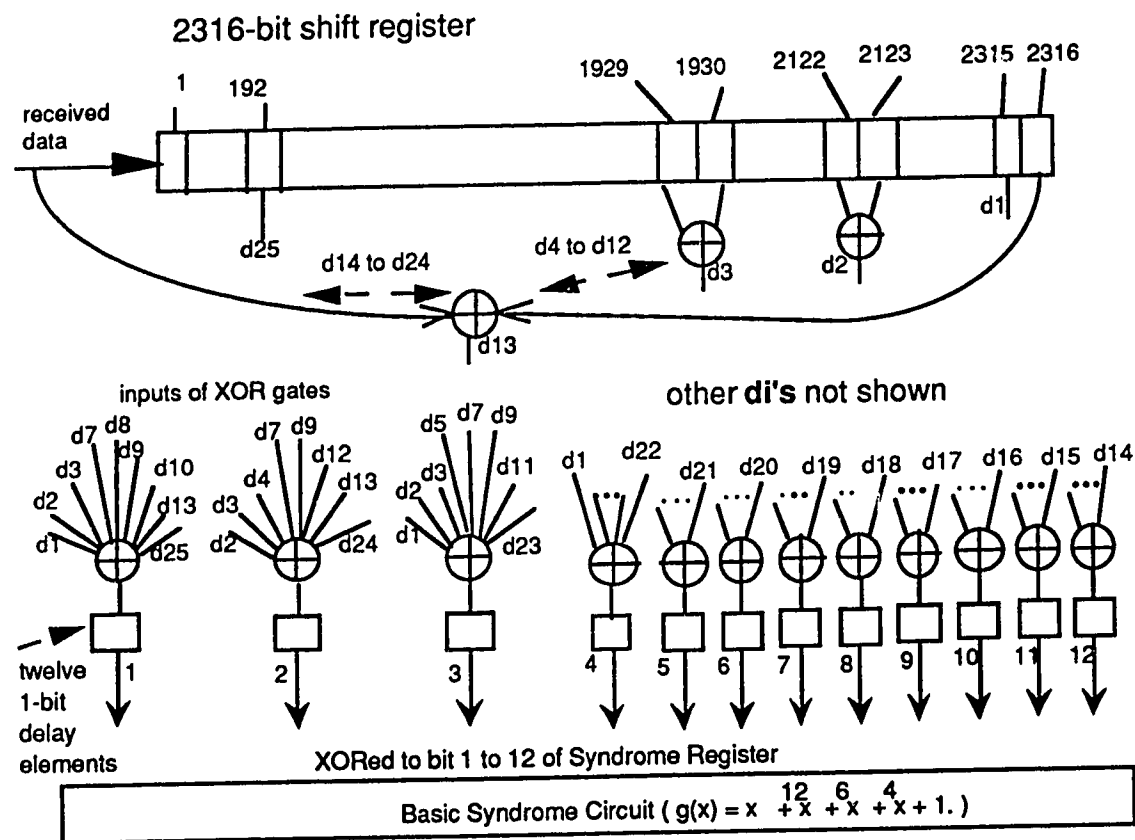 2316-bit shift register
1 192 1929 1930 2122 2123 2315 2316
received
data
d25 d14 to d24 d4 to d12 d3 d2 d1
d13
inputs of XOR gates
other di's not shown
d1 d2 d3 d7 d8 d9 d10 d13 d25
d2 d3 d4 d7 d9 d12 d13 d24
d1 d2 d3 d5 d7 d9 d11 d23
d1 ... d22 ... d21 ... d20 ... d19 .. d18 ... d17 ... d16 ... d15 ... d14
1 2 3 4 5 6 7 8 9 10 11 12
twelve
1-bit
delay
elements
XORed to bit 1 to 12 of Syndrome Register
Basic Syndrome Circuit ( g(x) = x^12 + x^6 + x^4 + x + 1. )